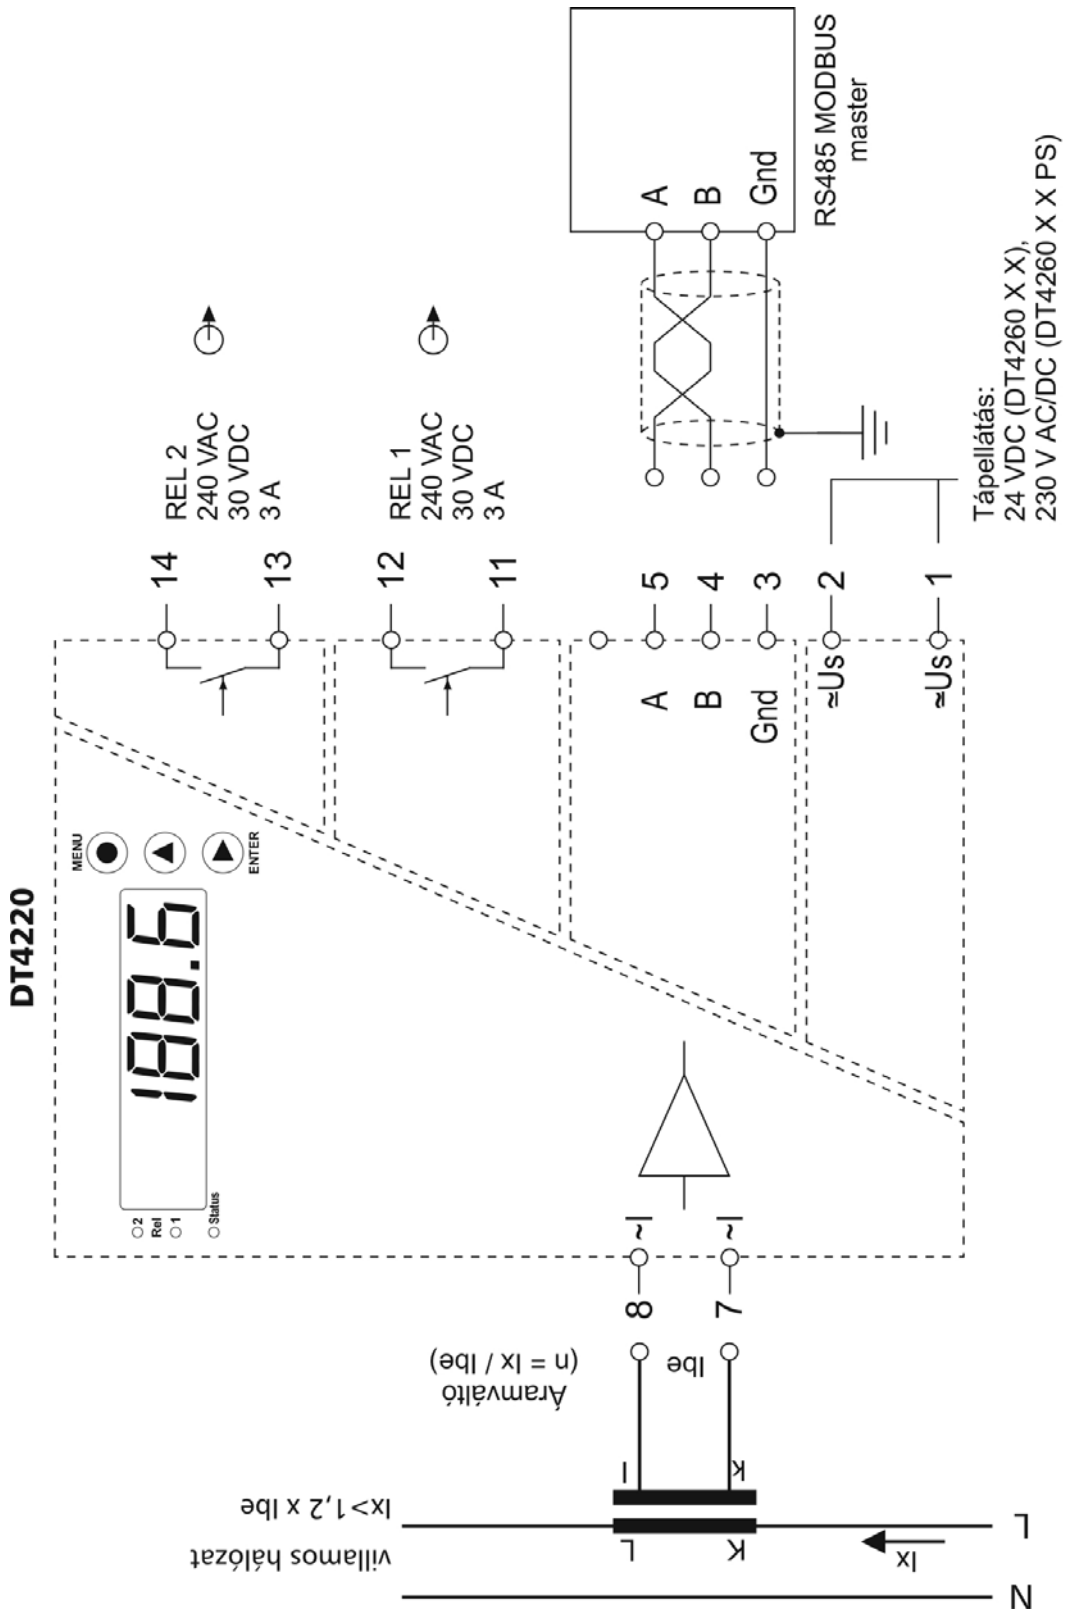 DT4220
MENU
ENTER
188.6
2
Rel
1
Status
14
13
REL 2
240 VAC
30 VDC
3 A
12
11
REL 1
240 VAC
30 VDC
3 A
A
B
Gnd
5
4
3
A
B
Gnd
RS485 MODBUS
master
≃Us
≃Us
2
1
Tápellátás:
24 VDC (DT4260 X X),
230 V AC/DC (DT4260 X X PS)
I~
I~
8
7
Áramváltó
(n = Ix / Ibe)
Ibe
l
k
L
K
Ix>1,2 x Ibe
villamos hálózat
Ix
L
N